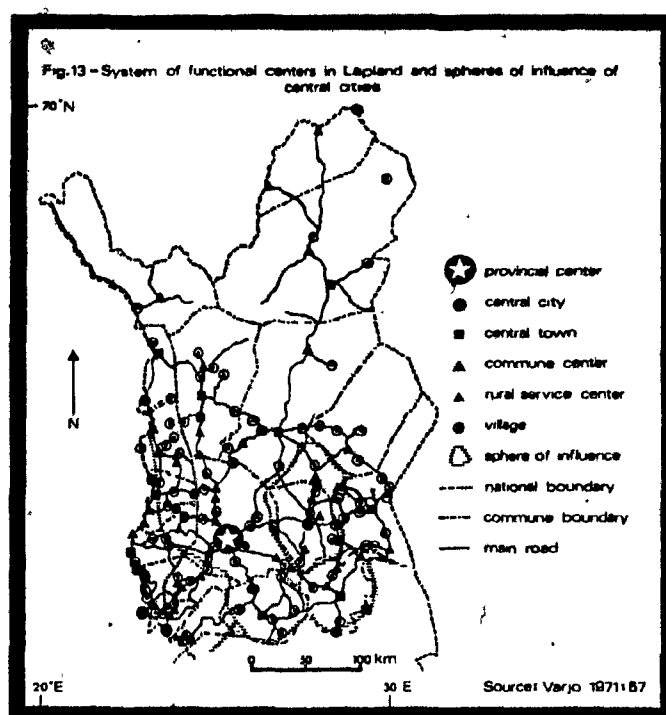 Fig.13 - System of functional centers in Lapland and spheres of influence of
central cities
70°N
provincial center
central city
central town
commune center
rural service center
village
sphere of influence
national boundary
commune boundary
main road
N
0 50 100 km
20°E 30 E Source: Varjo 1971:67